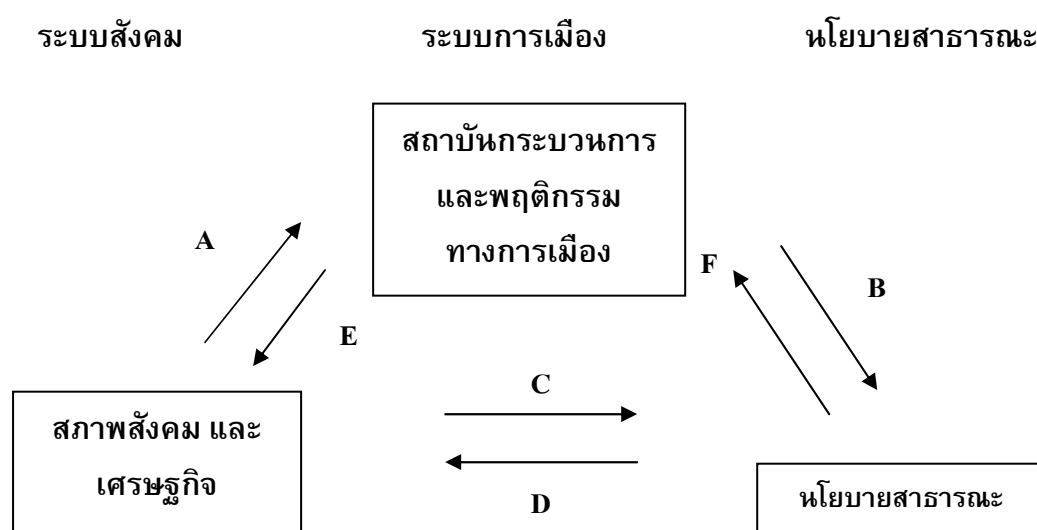 ระบบสังคม ระบบการเมือง นโยบายสาธารณะ
สถาบันกระบวนการ
และพฤติกรรม
ทางการเมือง
A
F
B
E
C
สภาพสังคม และ
เศรษฐกิจ
D
นโยบายสาธารณะ